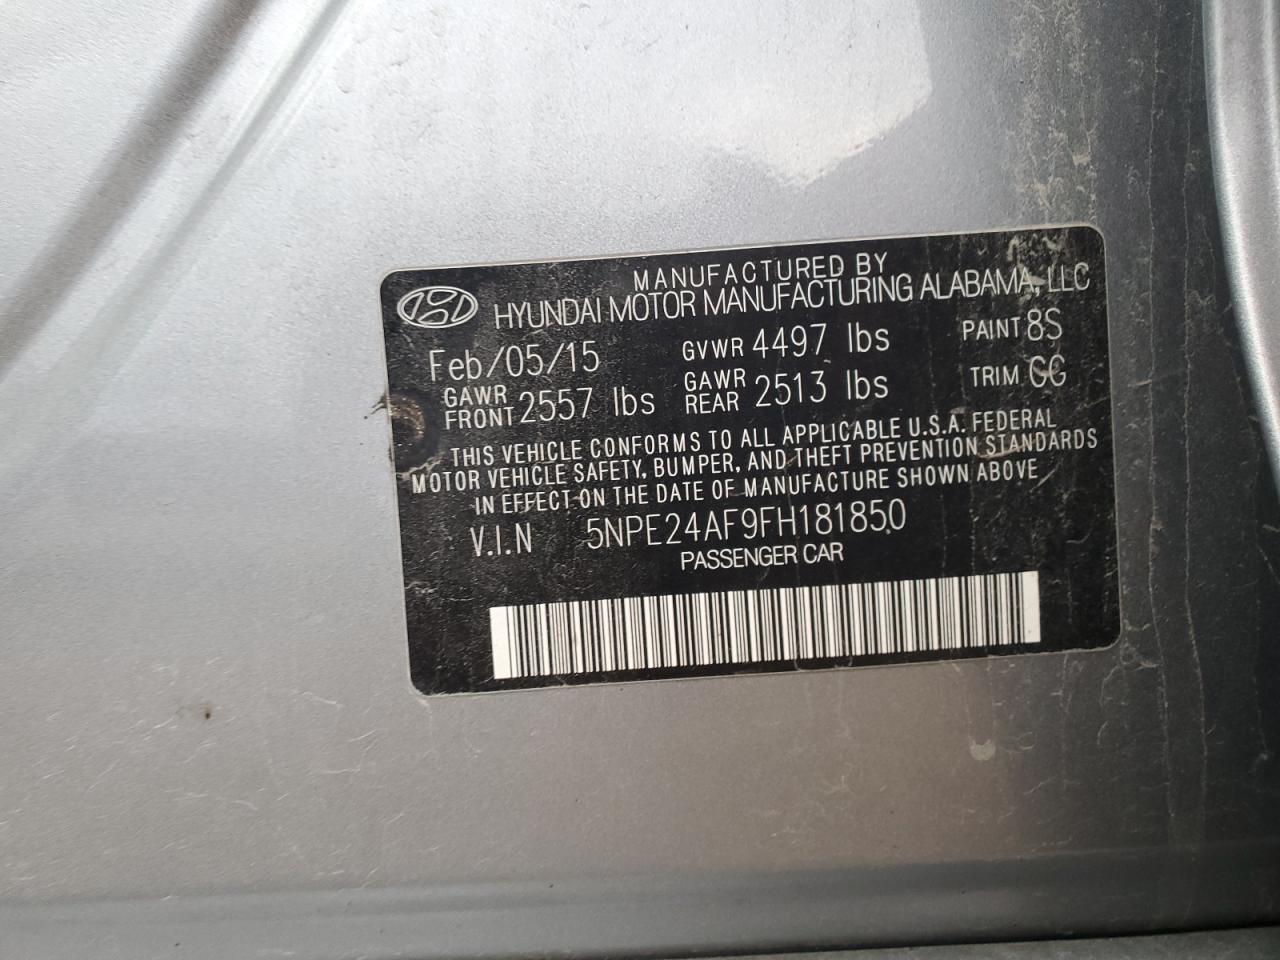 MANUFACTURED BY
HYUNDAI MOTOR MANUFACTURING ALABAMA, LLC
Feb/05/15 GVWR 4497 lbs PAINT 8S
GAWR FRONT 2557 lbs GAWR REAR 2513 lbs TRIM GG
THIS VEHICLE CONFORMS TO ALL APPLICABLE U.S.A. FEDERAL
MOTOR VEHICLE SAFETY, BUMPER, AND THEFT PREVENTION STANDARDS
IN EFFECT ON THE DATE OF MANUFACTURE SHOWN ABOVE
V.I.N 5NPE24AF9FH181850
PASSENGER CAR